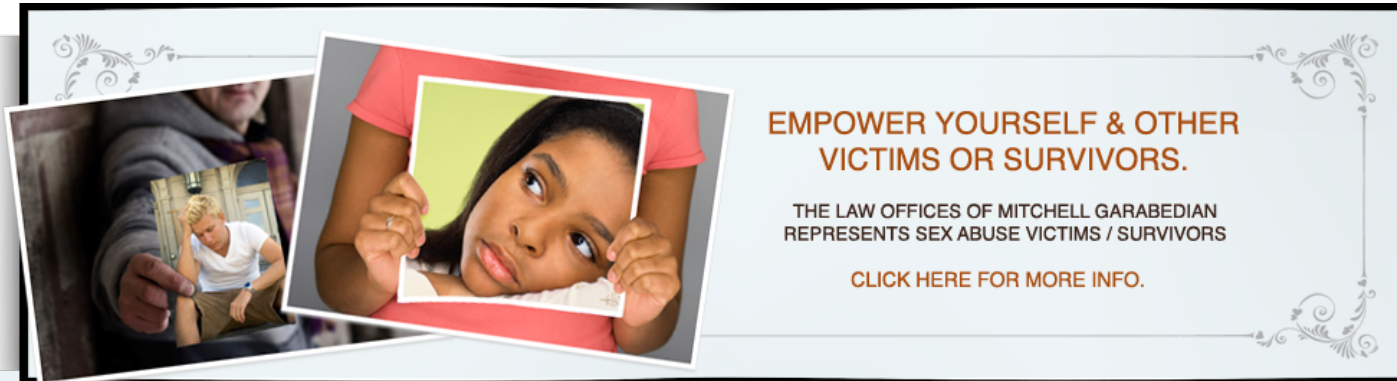 EMPOWER YOURSELF & OTHER
VICTIMS OR SURVIVORS.
THE LAW OFFICES OF MITCHELL GARABEDIAN
REPRESENTS SEX ABUSE VICTIMS / SURVIVORS
CLICK HERE FOR MORE INFO.